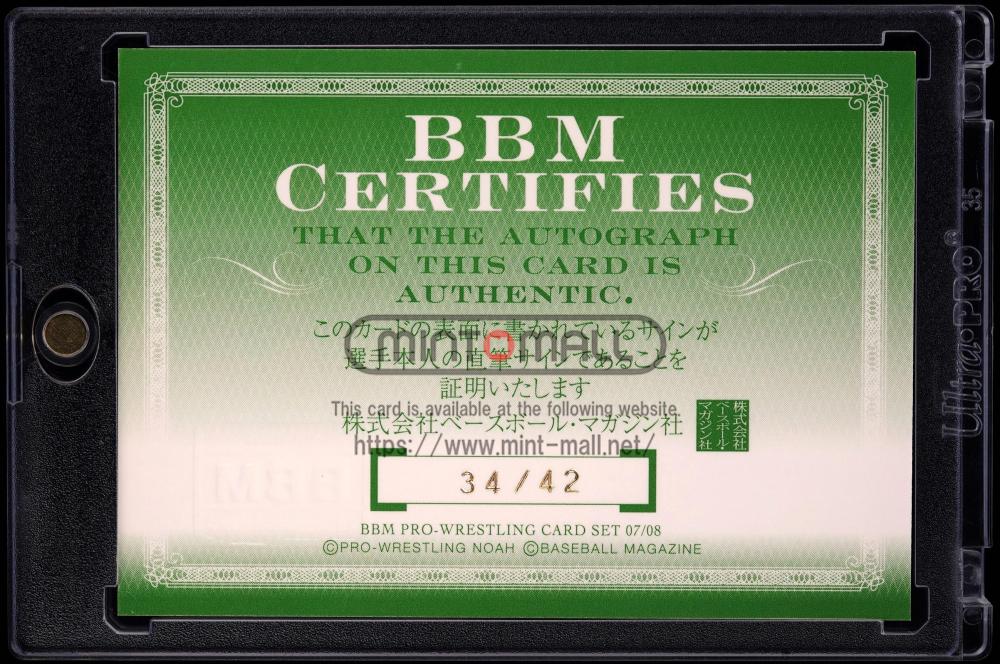 BBM
CERTIFIES
THAT THE AUTOGRAPH
ON THIS CARD IS
AUTHENTIC.
このカードの表面に書かれているサインが
選手本人の直筆サインであることを
証明いたします
株式会社ベースボール・マガジン社
株式会社
ベースボール・
マガジン社
mint mall
This card is available at the following website.
https://www.mint-mall.net/
34/42
BBM PRO-WRESTLING CARD SET 07/08
©PRO-WRESTLING NOAH ©BASEBALL MAGAZINE
BBM
35
Ultra•PRO®